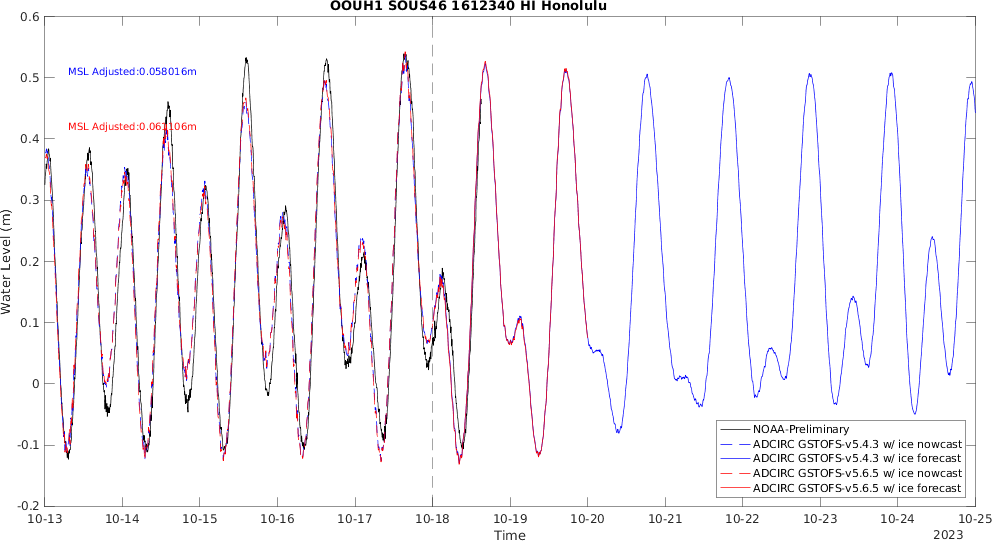 OOUH1 SOUS46 1612340 HI Honolulu
0.6
0.5
0.4
0.3
0.2
0.1
0
-0.1
-0.2
Water Level (m)
MSL Adjusted:0.058016m
MSL Adjusted:0.061106m
NOAA-Preliminary
ADCIRC GSTOFS-v5.4.3 w/ ice nowcast
ADCIRC GSTOFS-v5.4.3 w/ ice forecast
ADCIRC GSTOFS-v5.6.5 w/ ice nowcast
ADCIRC GSTOFS-v5.6.5 w/ ice forecast
10-13 10-14 10-15 10-16 10-17 10-18 10-19 10-20 10-21 10-22 10-23 10-24 10-25
Time
2023